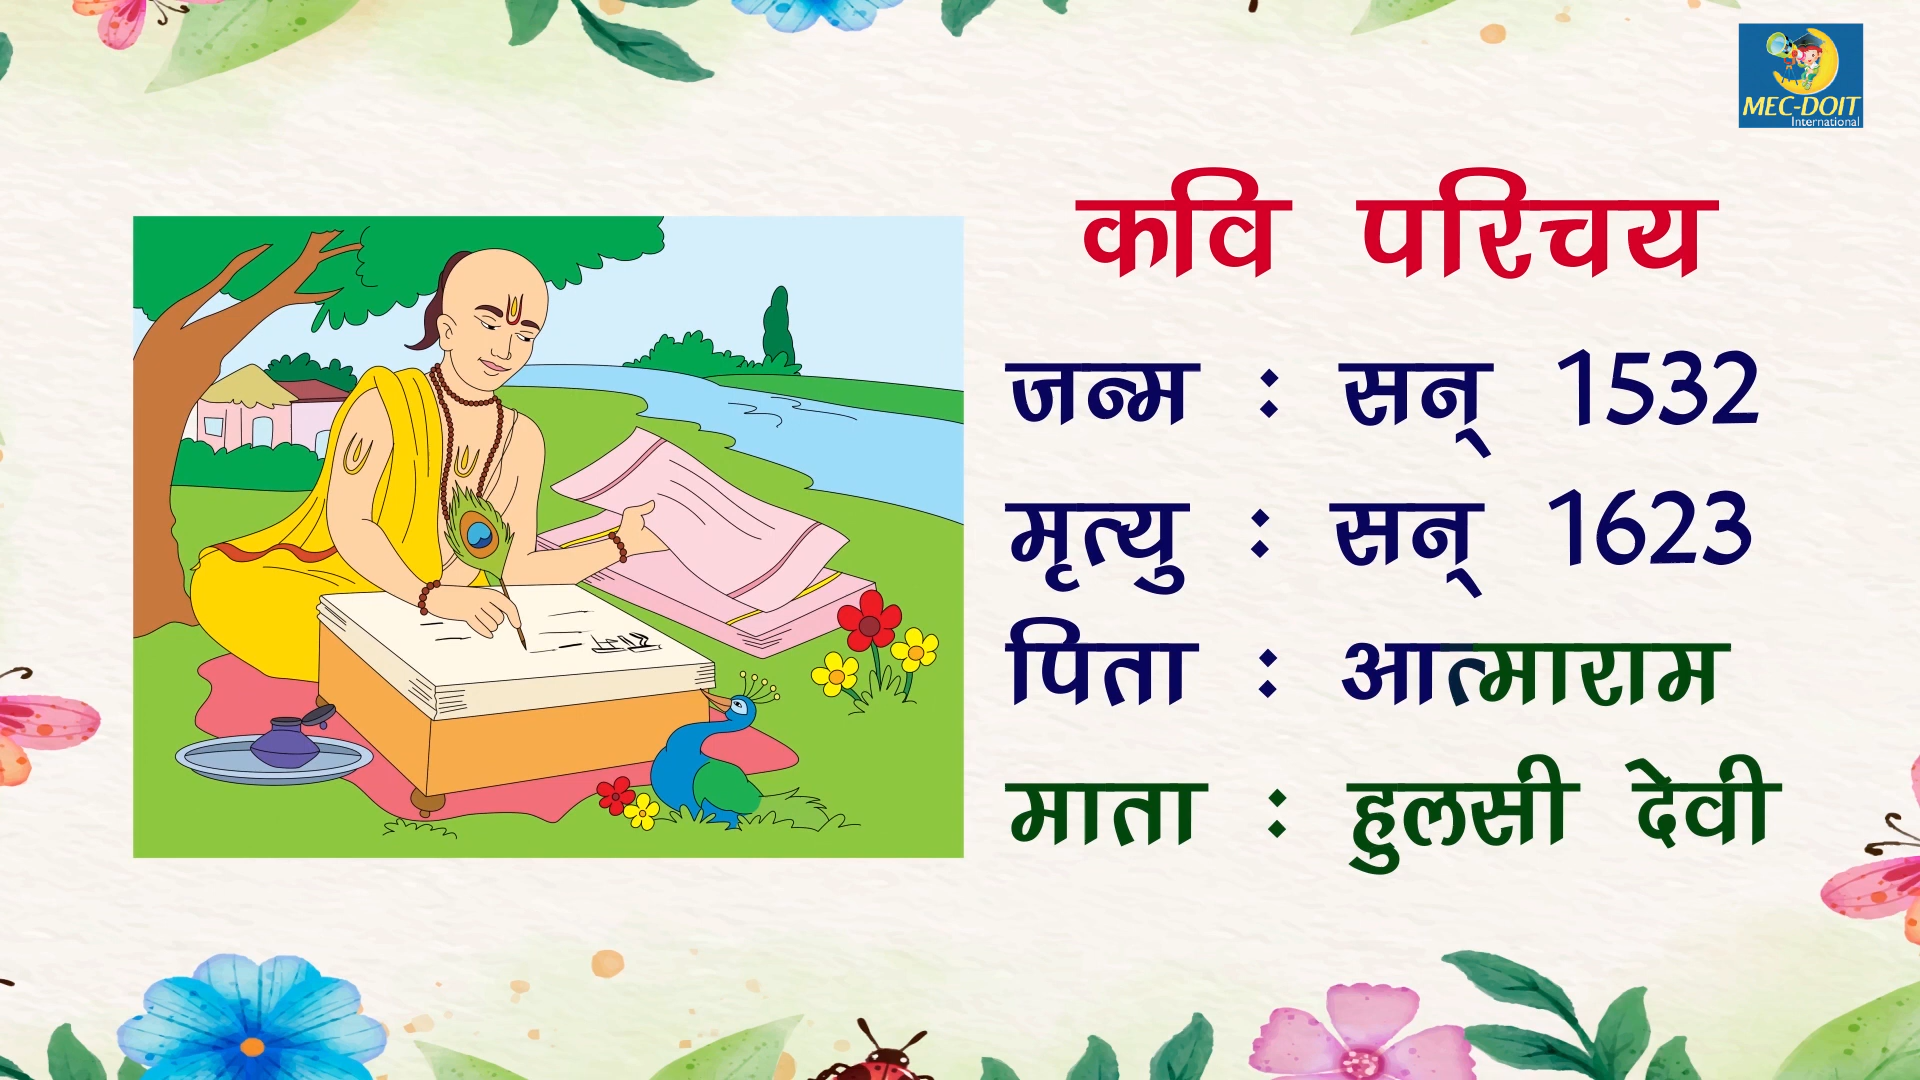 MEC-DOIT
International
कवि परिचय
जन्म : सन् 1532
मृत्यु : सन् 1623
पिता : आत्माराम
माता : हुलसी देवी